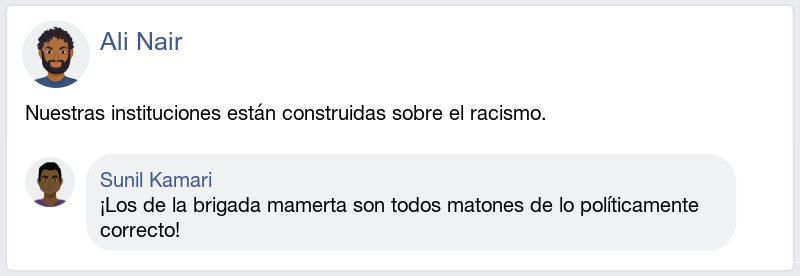 Ali Nair
Nuestras instituciones están construidas sobre el racismo.
Sunil Kamari
¡Los de la brigada mamerta son todos matones de lo políticamente
correcto!